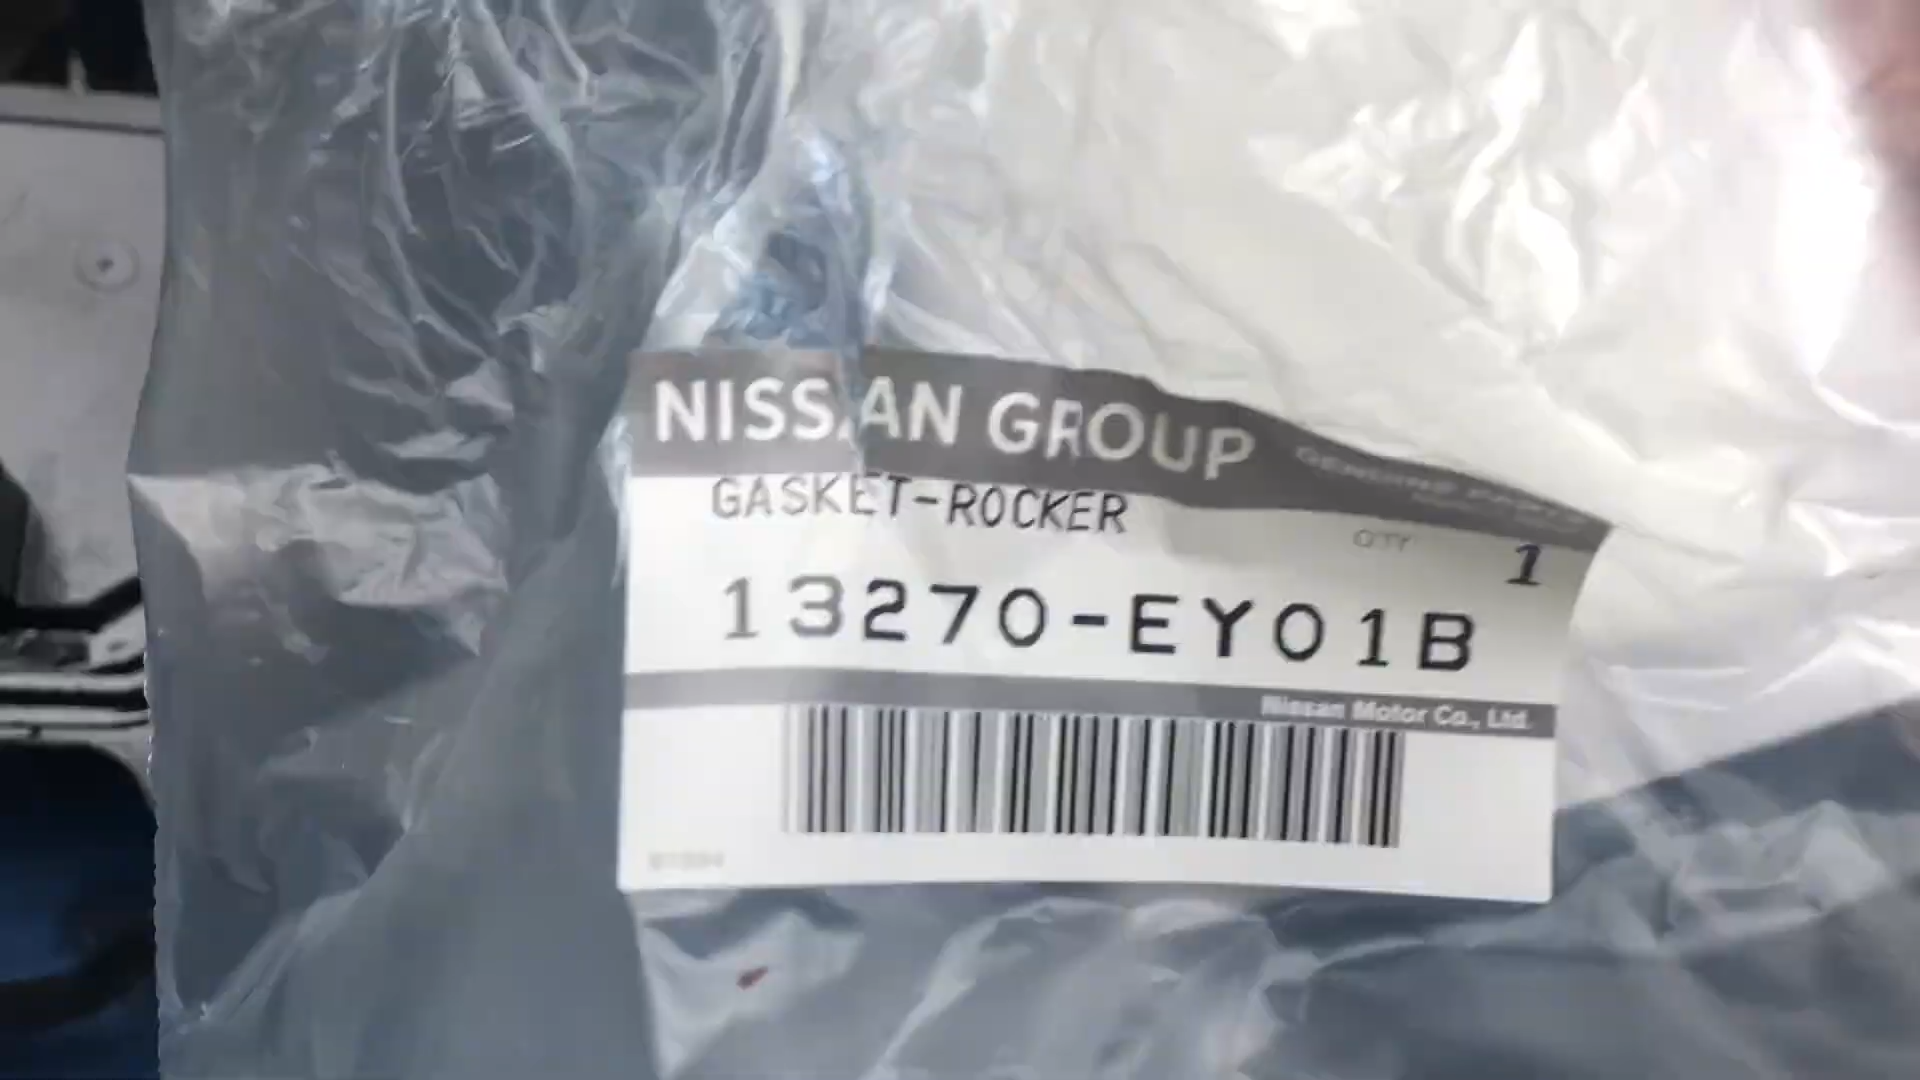 NISSAN GROUP
GASKET-ROCKER
QTY 1
13270-EY01B
Nissan Motor Co., Ltd.